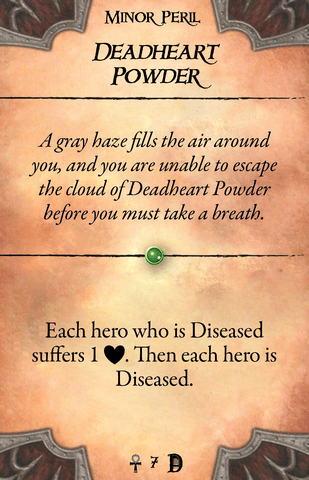 Minor Peril
Deadheart
Powder
A gray haze fills the air around
you, and you are unable to escape
the cloud of Deadheart Powder
before you must take a breath.
Each hero who is Diseased
suffers 1 ♥. Then each hero is
Diseased.
☥ 7 D